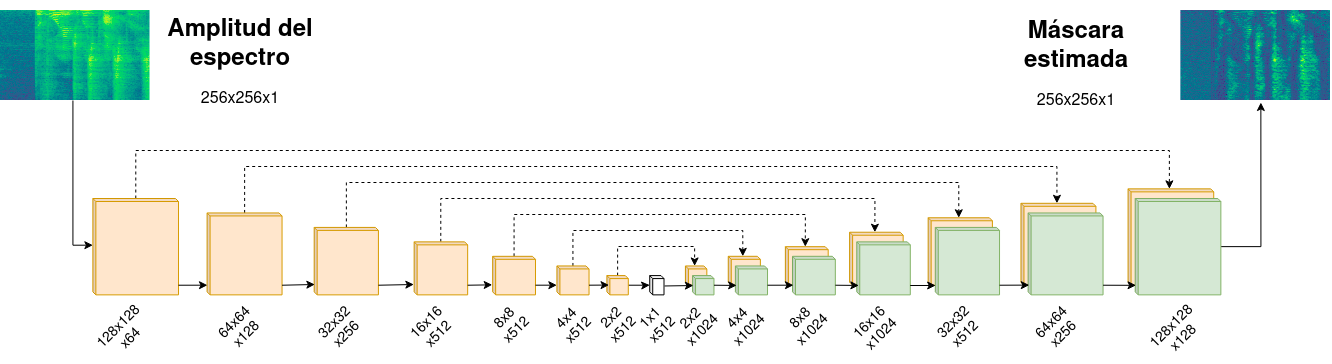 Amplitud del
espectro
256x256x1
Máscara
estimada
256x256x1
128x128
x64
64x64
x128
32x32
x256
16x16
x512
8x8
x512
4x4
x512
2x2
x512
1x1
x512
2x2
x1024
4x4
x1024
8x8
x1024
16x16
x1024
32x32
x512
64x64
x256
128x128
x128